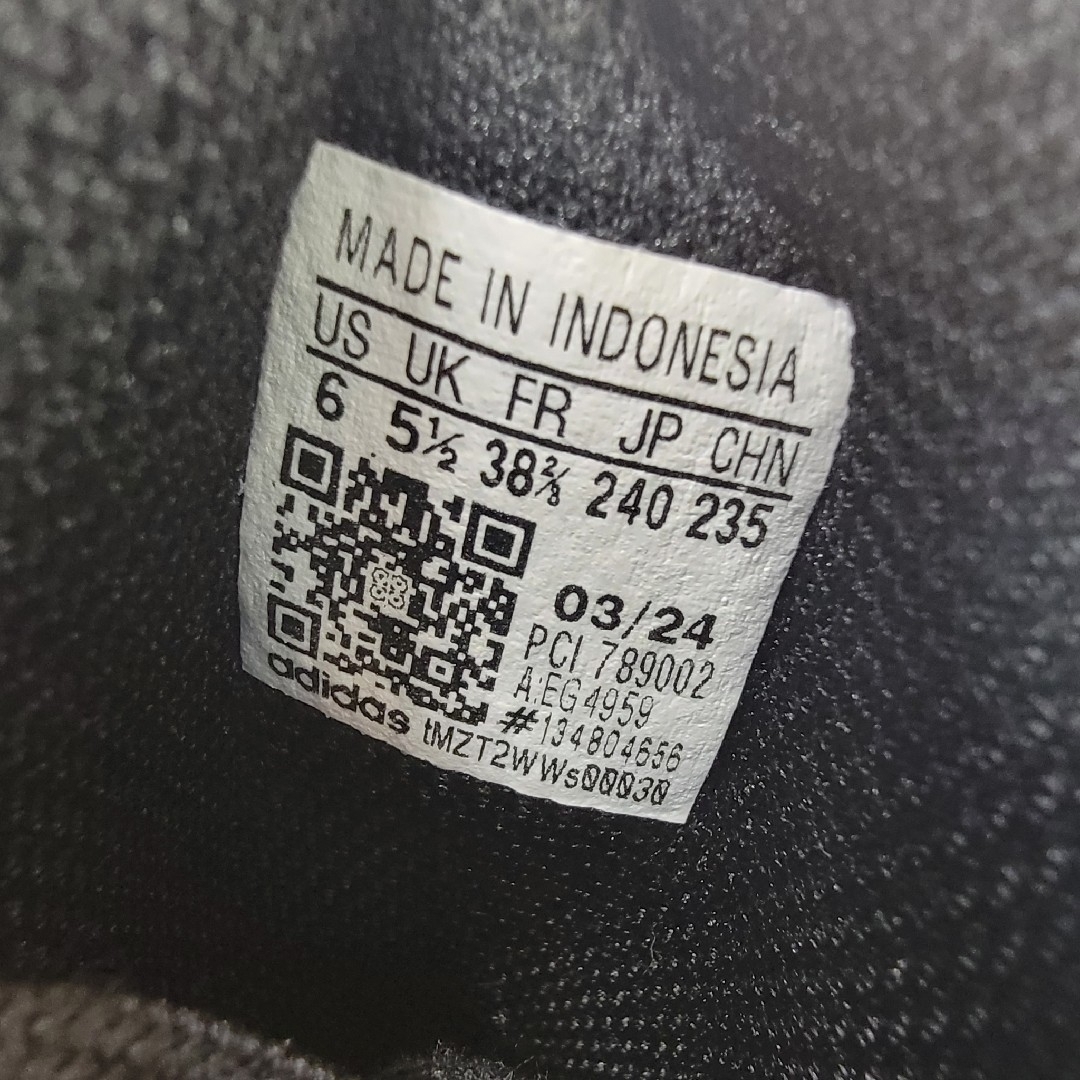 MADE IN INDONESIA
US UK FR JP CHN
6 5½ 38⅔ 240 235
03/24
PCI 789002
A:EG4959
#134804656
adidas tMZT2WWs00030